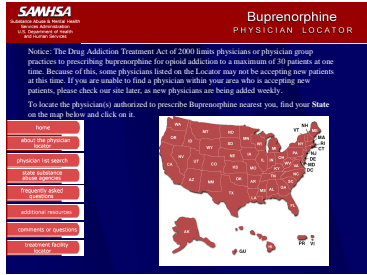 SAMHSA
Substance Abuse & Mental Health
Services Administration
U.S. Department of Health
and Human Services
Buprenorphine
PHYSICIAN LOCATOR
Notice: The Drug Addiction Treatment Act of 2000 limits physicians or physician group
practices to prescribing buprenorphine for opioid addiction to a maximum of 30 patients at one
time. Because of this, some physicians listed on the Locator may not be accepting new patients
at this time. If you are unable to find a physician within your area who is accepting new
patients, please check our site later, as new physicians are being added weekly.
To locate the physician(s) authorized to prescribe Buprenorphine nearest you, find your State
on the map below and click on it.
home
about the physician
locator
physician list search
state substance
abuse agencies
frequently asked
questions
additional resources
comments or questions
treatment facility
locator
WA
OR
CA
NV
ID
MT
WY
UT
AZ
CO
NM
ND
SD
NE
KS
OK
TX
MN
IA
MO
AR
LA
WI
IL
IN
MI
OH
KY
TN
MS
AL
GA
FL
SC
NC
VA
PA
NY
VT
NH
ME
MA
RI
CT
NJ
DE
MD
DC
AK
GU
HI
PR
VI